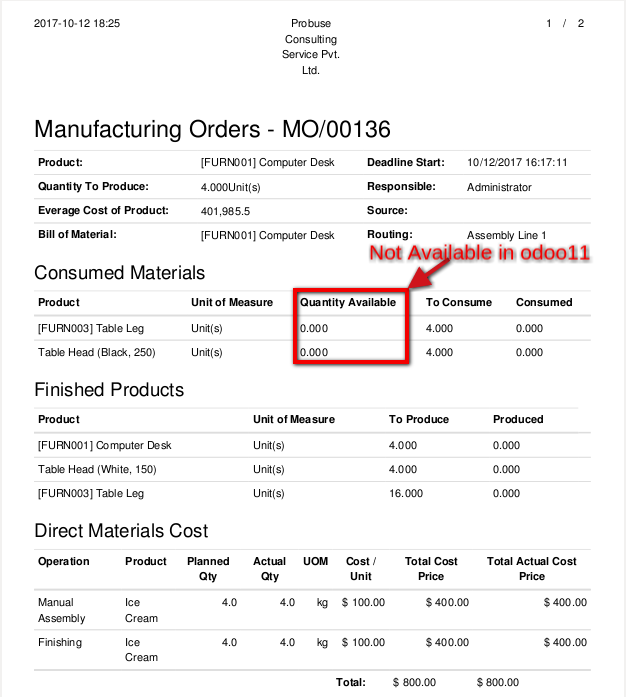 2017-10-12 18:25
Probuse
Consulting
Service Pvt.
Ltd.
1 / 2
Manufacturing Orders - MO/00136
Product: [FURN001] Computer Desk Deadline Start: 10/12/2017 16:17:11
Quantity To Produce: 4.000Unit(s) Responsible: Administrator
Everage Cost of Product: 401,985.5 Source:
Bill of Material: [FURN001] Computer Desk Routing: Assembly Line 1
Not Available in odoo11
Consumed Materials
Product Unit of Measure Quantity Available To Consume Consumed
[FURN003] Table Leg Unit(s) 0.000 4.000 0.000
Table Head (Black, 250) Unit(s) 0.000 4.000 0.000
Finished Products
Product Unit of Measure To Produce Produced
[FURN001] Computer Desk Unit(s) 4.000 0.000
Table Head (White, 150) Unit(s) 4.000 0.000
[FURN003] Table Leg Unit(s) 16.000 0.000
Direct Materials Cost
Operation Product Planned Actual UOM Cost / Total Cost Total Actual Cost
Qty Qty Unit Price Price
Manual Ice 4.0 4.0 kg $ 100.00 $ 400.00 $ 400.00
Assembly Cream
Finishing Ice 4.0 4.0 kg $ 100.00 $ 400.00 $ 400.00
Cream
Total: $ 800.00 $ 800.00